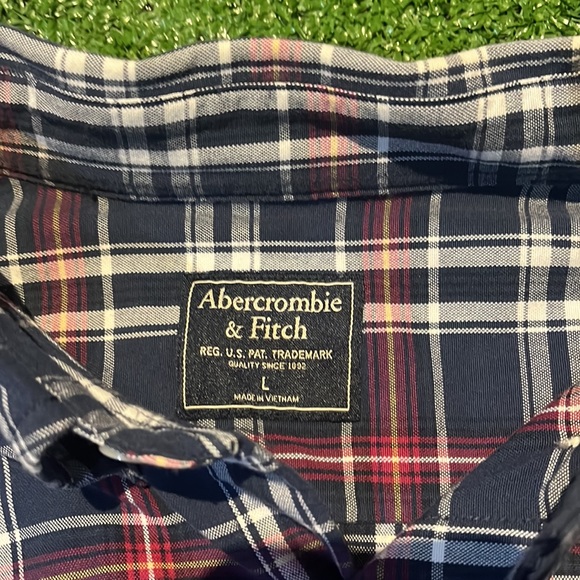 Abercrombie
& Fitch
REG. U.S. PAT. TRADEMARK
QUALITY SINCE 1892
L
MADE IN VIETNAM